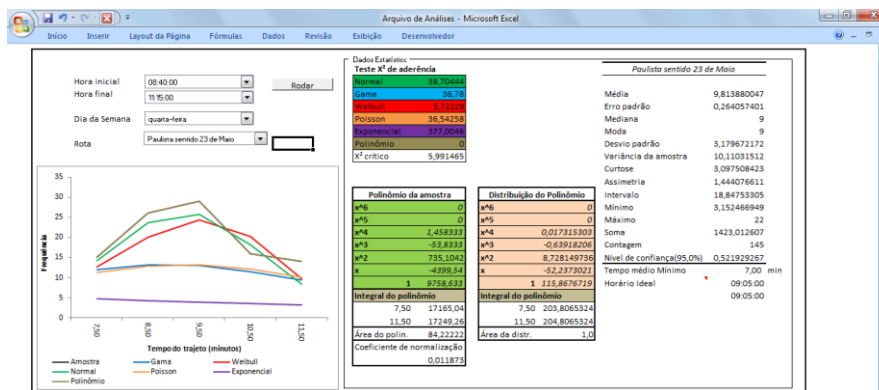 Arquivo de Análises - Microsoft Excel
Início Inserir Layout da Página Fórmulas Dados Revisão Exibição Desenvolvedor
Hora inicial 08:40:00
Hora final 11:15:00
Rodar
Dia da Semana quarta-feira
Rota Paulista sentido 23 de Maio
35
30
25
20
15
10
5
0
Frequência
7,50 8,50 9,50 10,50 11,50
Tempo do trajeto (minutos)
Amostra Gama Weibull
Normal Poisson Exponencial
Polinômio
Dados Estatístico
Teste X² de aderência
Normal 38,70444
Gama 36,78
Weibull 5,72229
Poisson 36,54258
Exponencial 377,0046
Polinômio 0
X² crítico 5,991465
Polinômio da amostra
x^6 0
x^5 0
x^4 1,458333
x^3 -53,8333
x^2 735,1042
x -4399,54
1 9758,633
Integral do polinômio
7,50 17165,04
11,50 17249,26
Área do polin. 84,22222
Coeficiente de normalização
0,011873
Distribuição do Polinômio
x^6 0
x^5 0
x^4 0,017315303
x^3 -0,63918206
x^2 8,728149736
x -52,2373021
1 115,8676719
Integral do polinômio
7,50 203,8065324
11,50 204,8065324
Área da distr. 1,0
Paulista sentido 23 de Maio
Média 9,813880047
Erro padrão 0,264057401
Mediana 9
Moda 9
Desvio padrão 3,179672172
Variância da amostra 10,11031512
Curtose 3,097508423
Assimetria 1,444076611
Intervalo 18,84753305
Mínimo 3,152466949
Máximo 22
Soma 1423,012607
Contagem 145
Nível de confiança(95,0%) 0,521929267
Tempo médio Mínimo 7,00 min
Horário Ideal 09:05:00
09:05:00